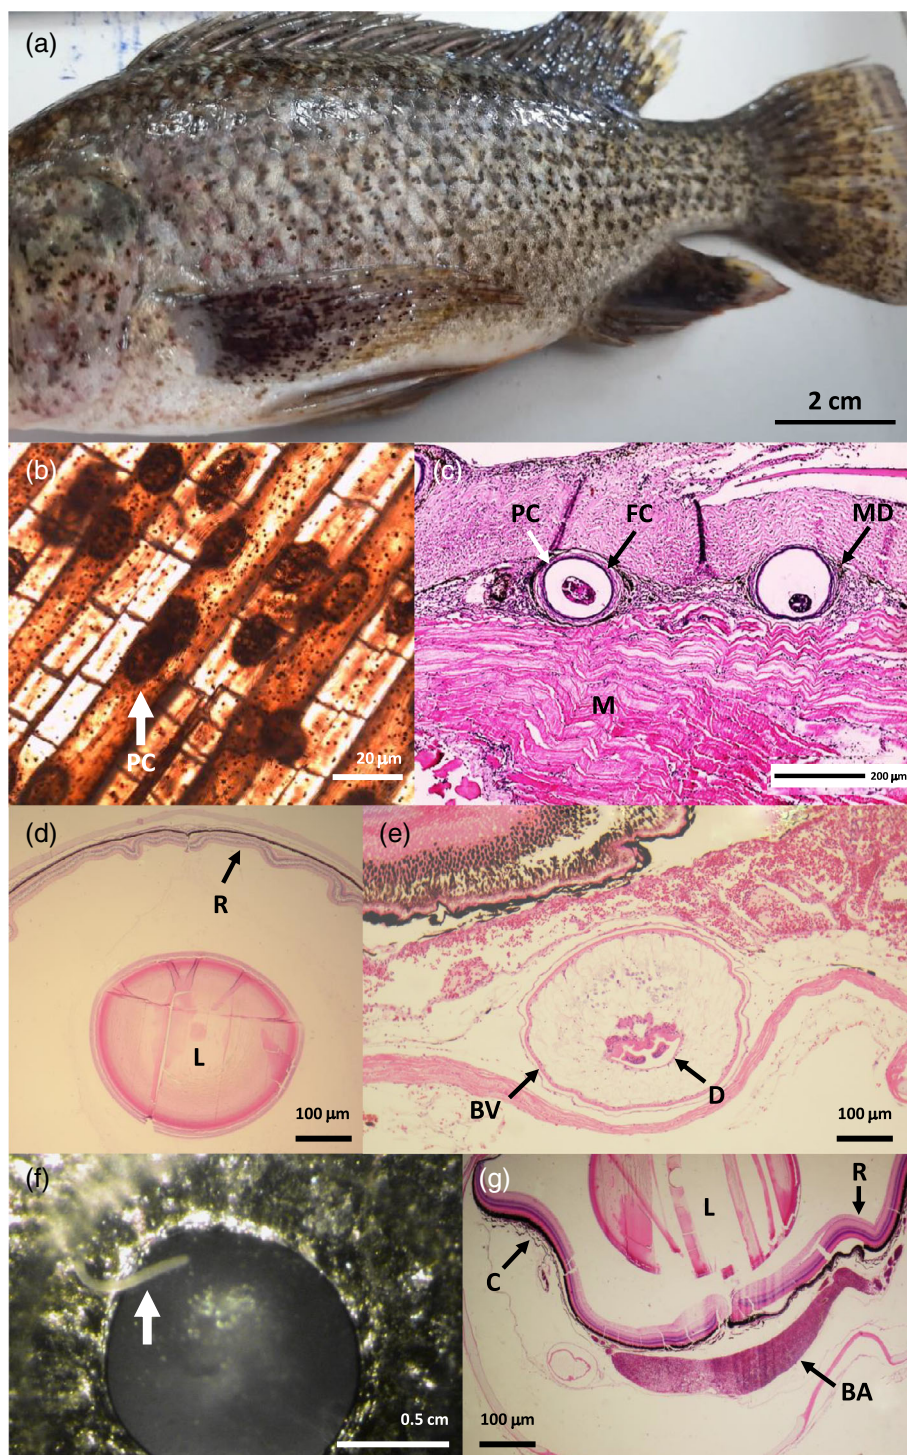 (a)
2 cm
(b)
PC
20 μm
(c)
PC
FC
MD
M
200 μm
(d)
R
L
100 μm
(e)
BV
D
100 μm
(f)
0.5 cm
(g)
R
L
C
BA
100 μm